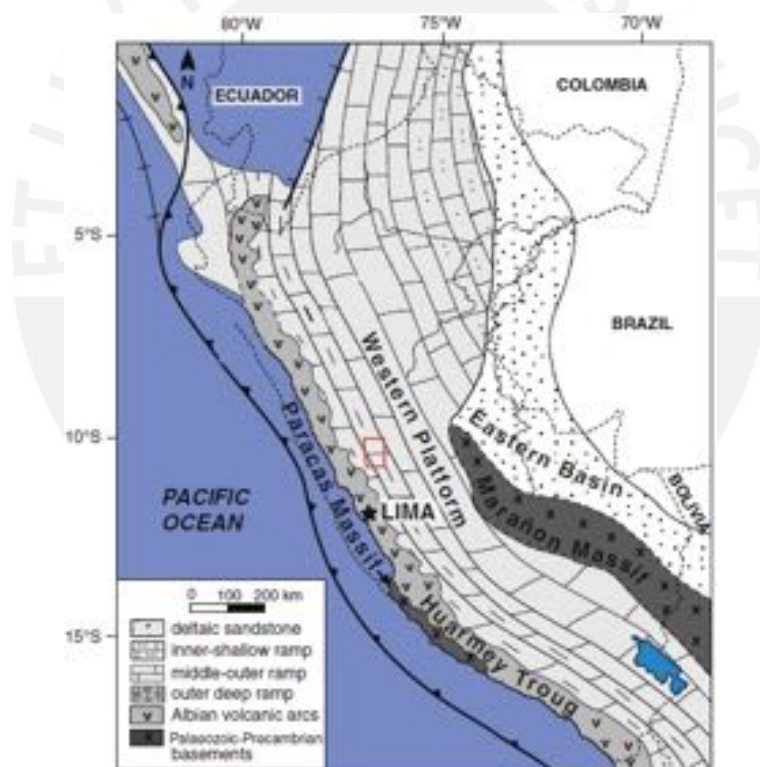 80°W 75°W 70°W
N
ECUADOR
COLOMBIA
5°S
BRAZIL
Western Platform
10°S
Paracas Massif
Eastern Basin
BOLIVIA
Marañon Massif
PACIFIC
OCEAN
LIMA
Huarmey Troug
15°S
0 100 200 km
deltaic sandstone
inner-shallow ramp
middle-outer ramp
outer deep ramp
Albian volcanic arcs
Palaeozoic-Precambrian
basements